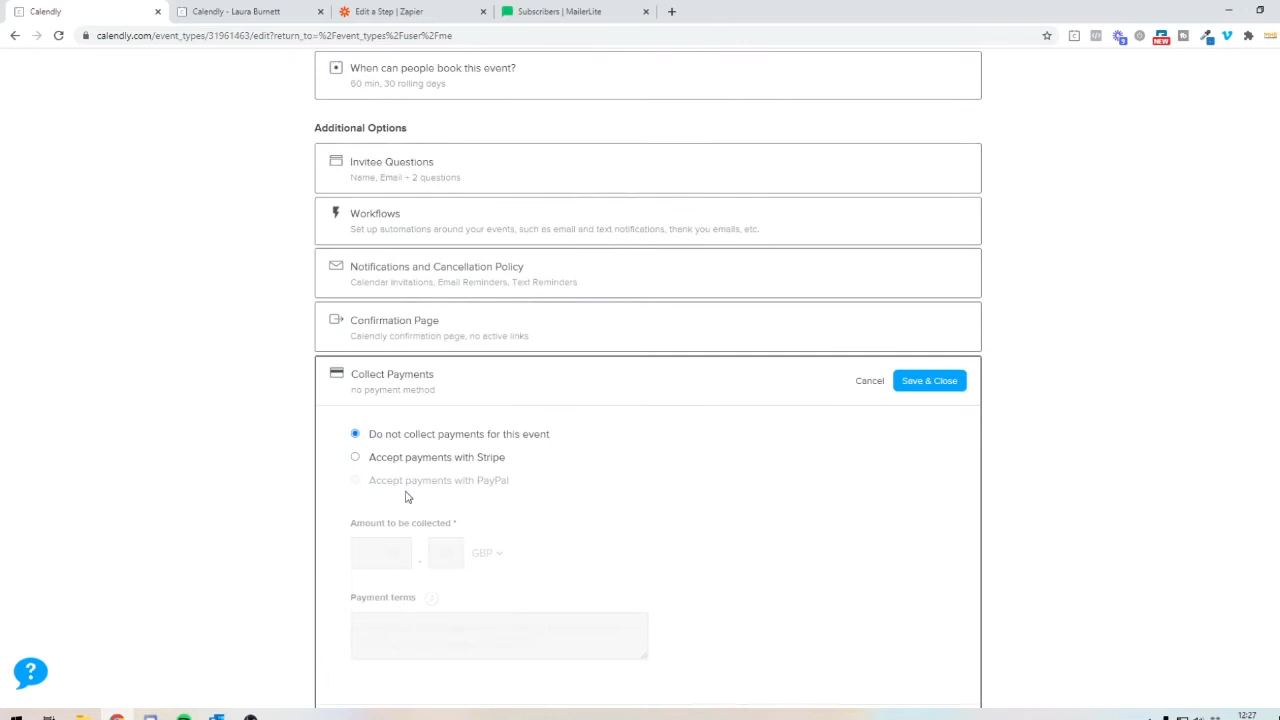 Calendly
Calendly - Laura Burnett
Edit a Step | Zapier
Subscribers | MailerLite
calendly.com/event_types/31961463/edit?return_to=%2Fevent_types%2Fuser%2Fme
NEW
When can people book this event?
60 min, 30 rolling days
Additional Options
Invitee Questions
Name, Email + 2 questions
Workflows
Set up automations around your events, such as email and text notifications, thank you emails, etc.
Notifications and Cancellation Policy
Calendar Invitations, Email Reminders, Text Reminders
Confirmation Page
Calendly confirmation page, no active links
Collect Payments
no payment method
Cancel
Save & Close
Do not collect payments for this event
Accept payments with Stripe
Accept payments with PayPal
Amount to be collected *
. GBP
Payment terms
?
12:27